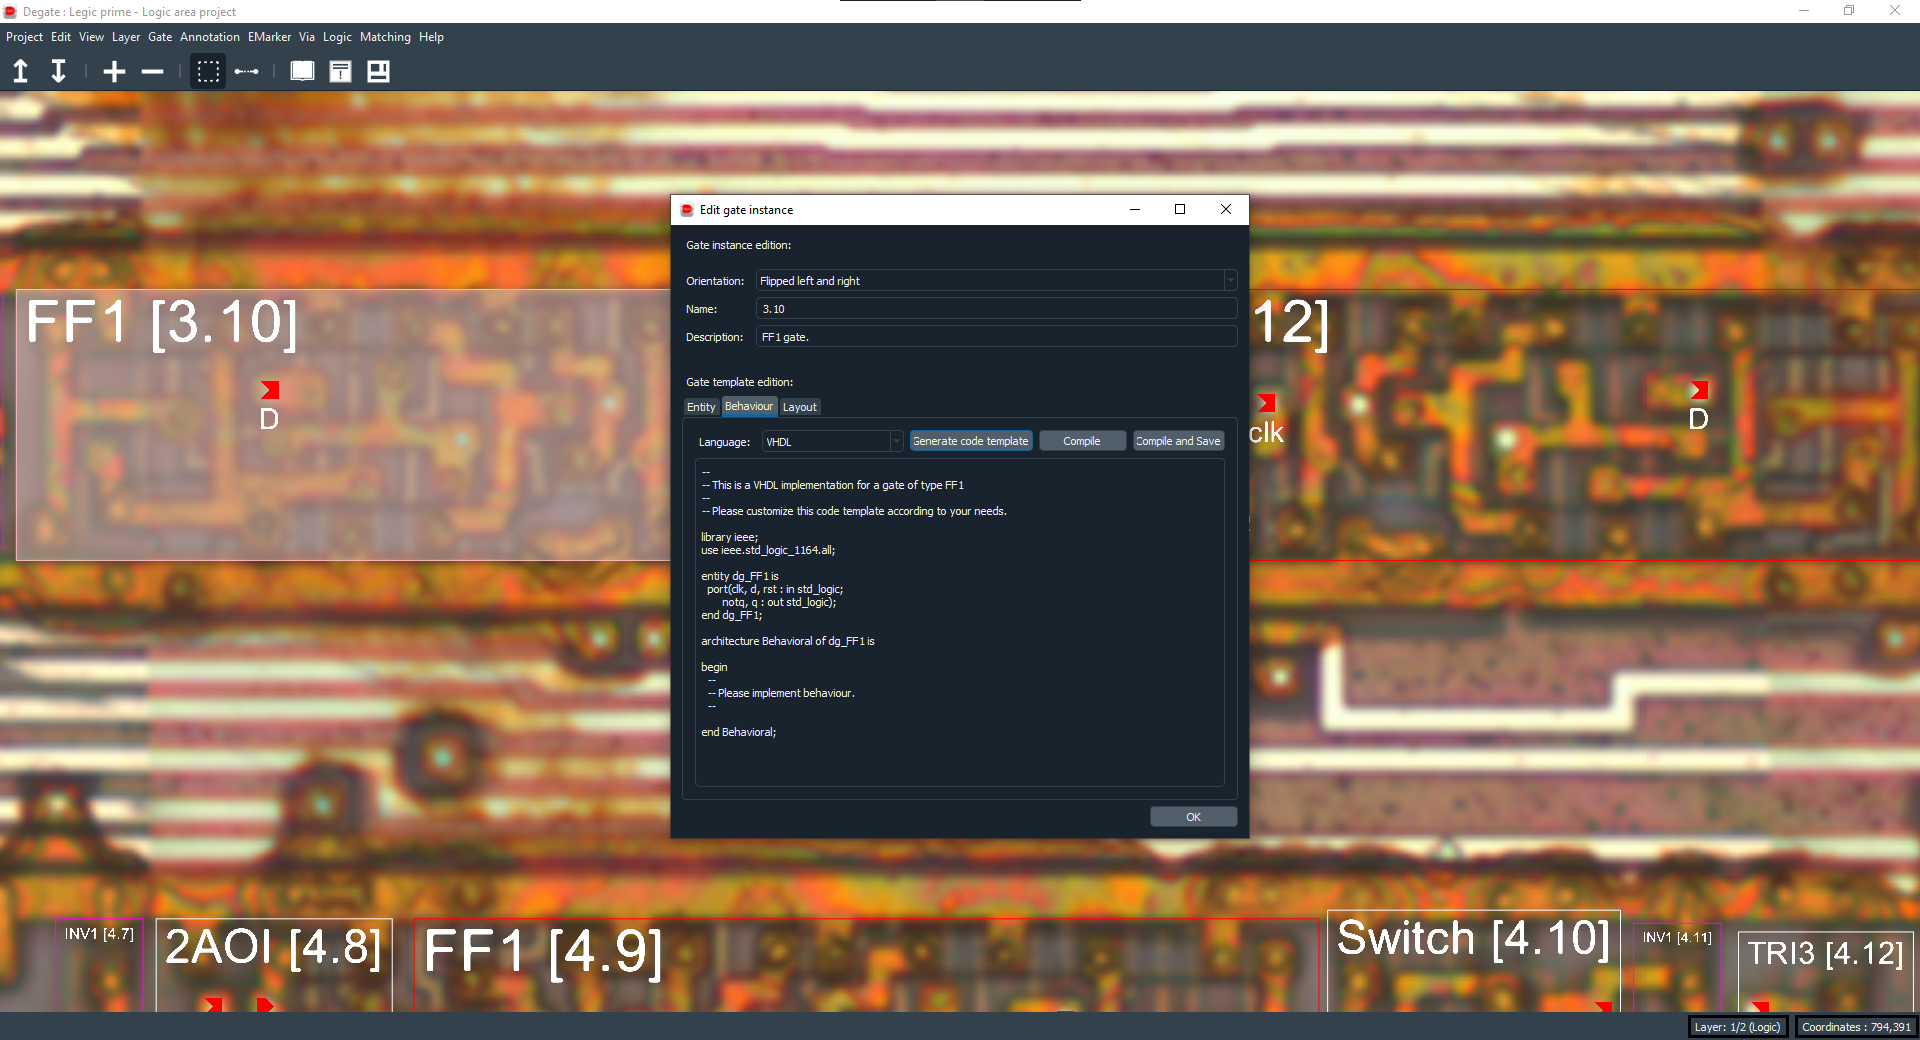 Degate : Legic prime - Logic area project
Project Edit View Layer Gate Annotation EMarker Via Logic Matching Help
FF1 [3.10]
D
12]
clk
D
Edit gate instance
Gate instance edition:
Orientation: Flipped left and right
Name: 3.10
Description: FF1 gate.
Gate template edition:
Entity Behaviour Layout
Language: VHDL Generate code template Compile Compile and Save
--
-- This is a VHDL implementation for a gate of type FF1
--
-- Please customize this code template according to your needs.
library ieee;
use ieee.std_logic_1164.all;
entity dg_FF1 is
port(clk, d, rst : in std_logic;
notq, q : out std_logic);
end dg_FF1;
architecture Behavioral of dg_FF1 is
begin
--
-- Please implement behaviour.
--
end Behavioral;
OK
INV1 [4.7]
2AOI [4.8]
FF1 [4.9]
Switch [4.10]
INV1 [4.11]
TRI3 [4.12]
Layer: 1/2 (Logic) Coordinates : 794,391